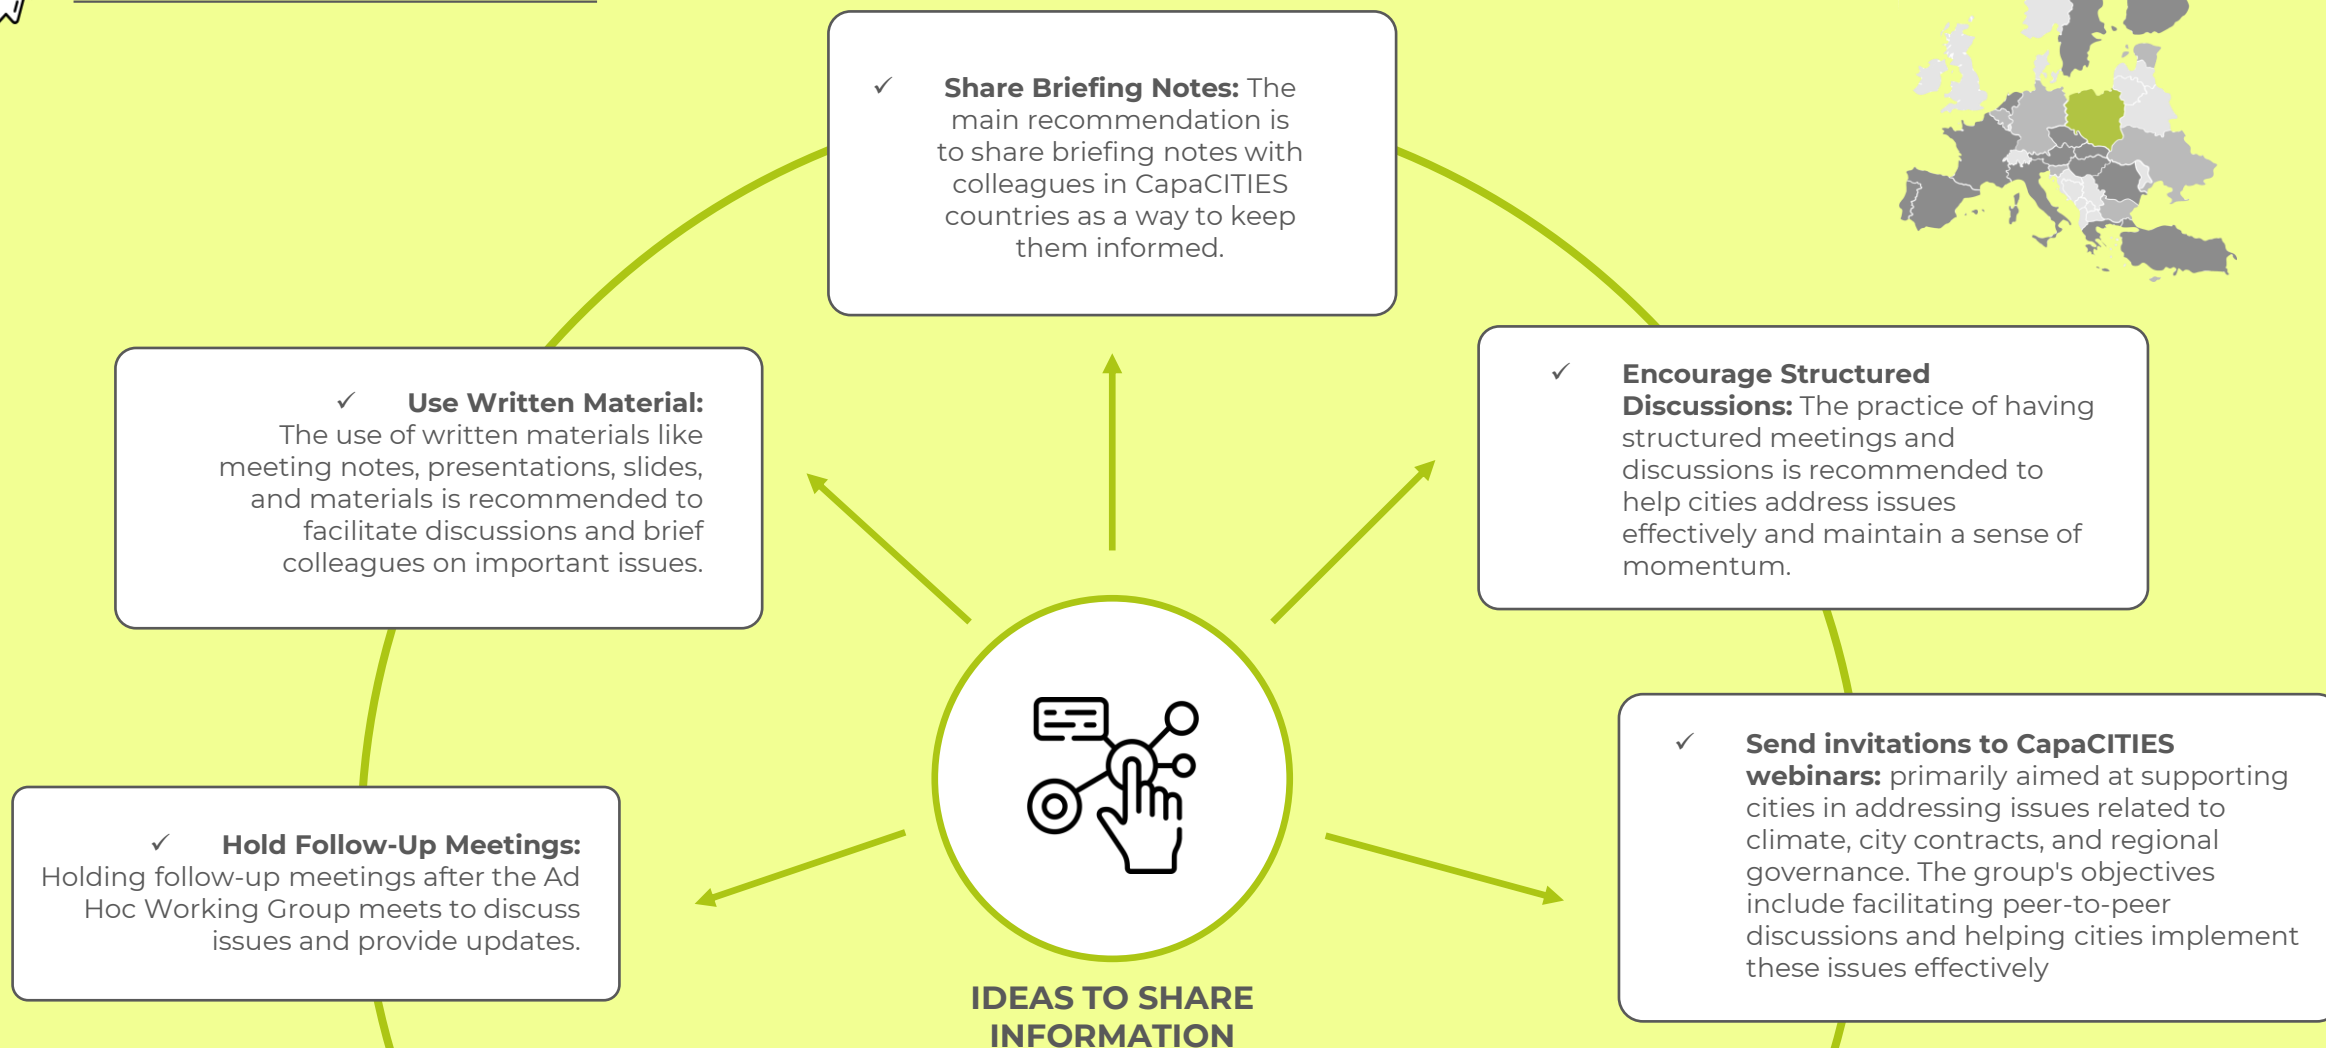 ✓ Share Briefing Notes: The
main recommendation is
to share briefing notes with
colleagues in CapaCITIES
countries as a way to keep
them informed.
✓ Use Written Material:
The use of written materials like
meeting notes, presentations, slides,
and materials is recommended to
facilitate discussions and brief
colleagues on important issues.
✓ Encourage Structured
Discussions: The practice of having
structured meetings and
discussions is recommended to
help cities address issues
effectively and maintain a sense of
momentum.
✓ Hold Follow-Up Meetings:
Holding follow-up meetings after the Ad
Hoc Working Group meets to discuss
issues and provide updates.
✓ Send invitations to CapaCITIES
webinars: primarily aimed at supporting
cities in addressing issues related to
climate, city contracts, and regional
governance. The group's objectives
include facilitating peer-to-peer
discussions and helping cities implement
these issues effectively
IDEAS TO SHARE
INFORMATION